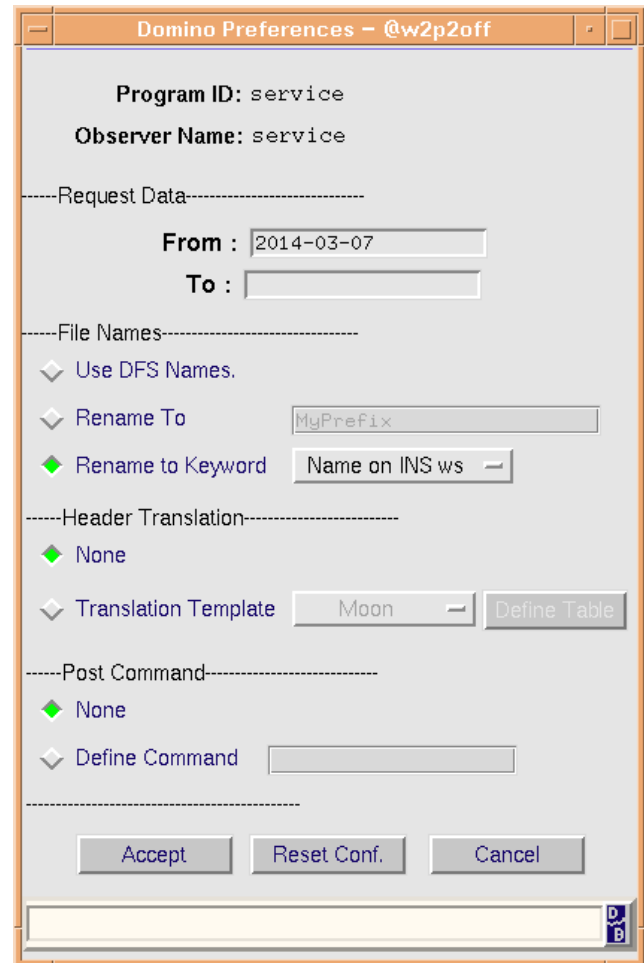 Domino Preferences – @w2p2off
Program ID: service
Observer Name: service
------Request Data------------------------------
From : 2014-03-07
To :
------File Names---------------------------------
Use DFS Names.
Rename To MyPrefix
Rename to Keyword Name on INS ws
------Header Translation--------------------------
None
Translation Template Moon Define Table
------Post Command-----------------------------
None
Define Command
----------------------------------------------
Accept Reset Conf. Cancel
D
B